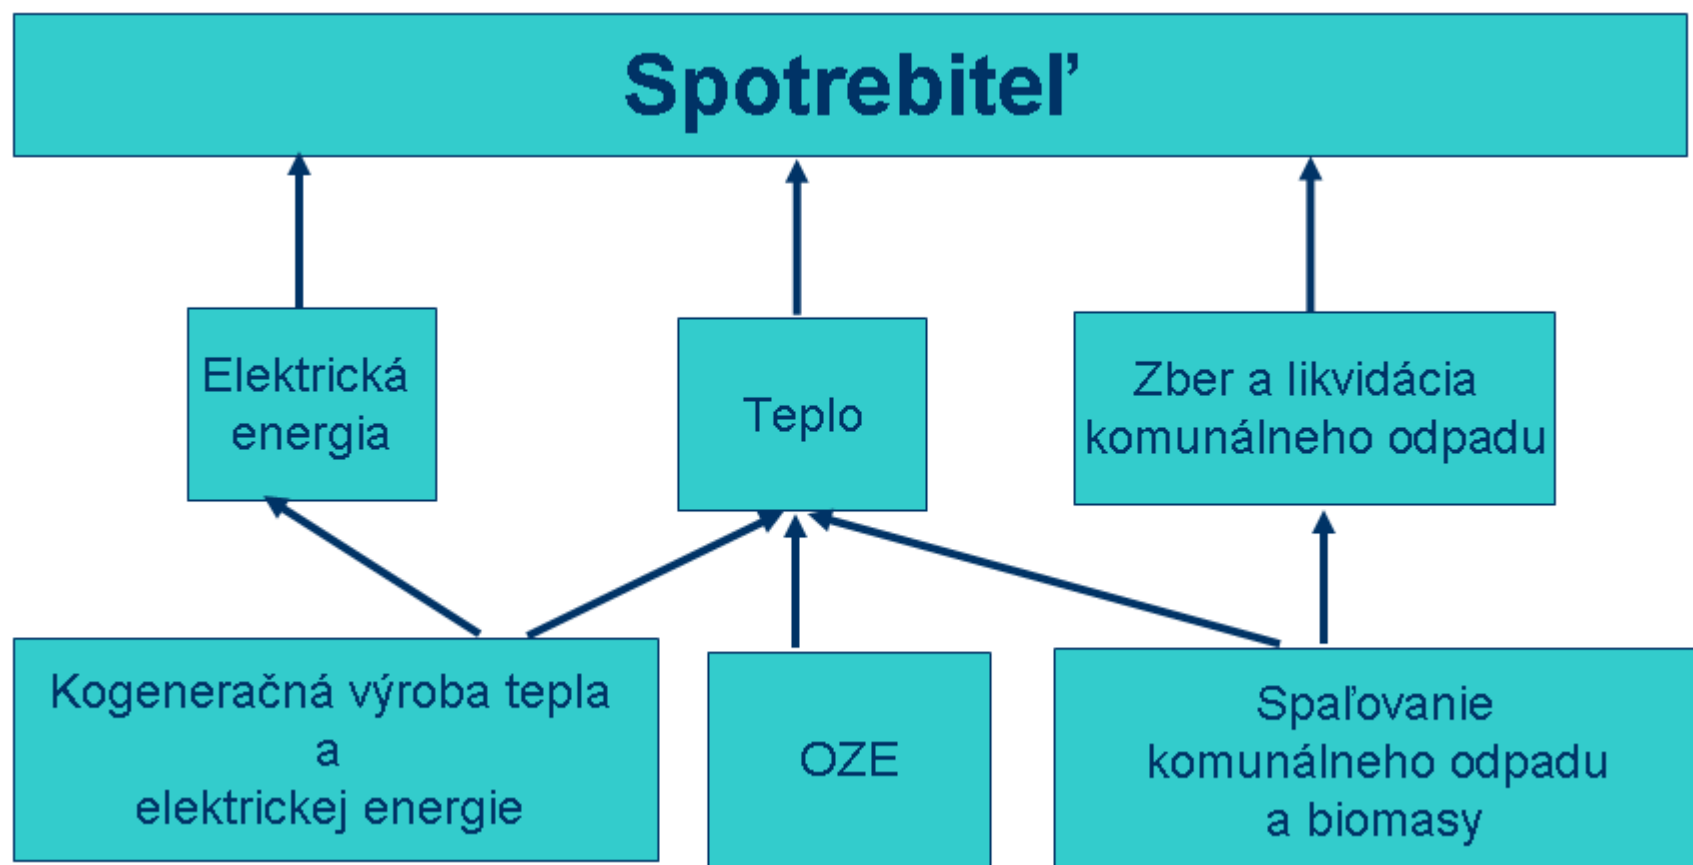 Spotrebiteľ
Elektrická
energia
Teplo
Zber a likvidácia
komunálneho odpadu
Kogeneračná výroba tepla
a
elektrickej energie
OZE
Spaľovanie
komunálneho odpadu
a biomasy